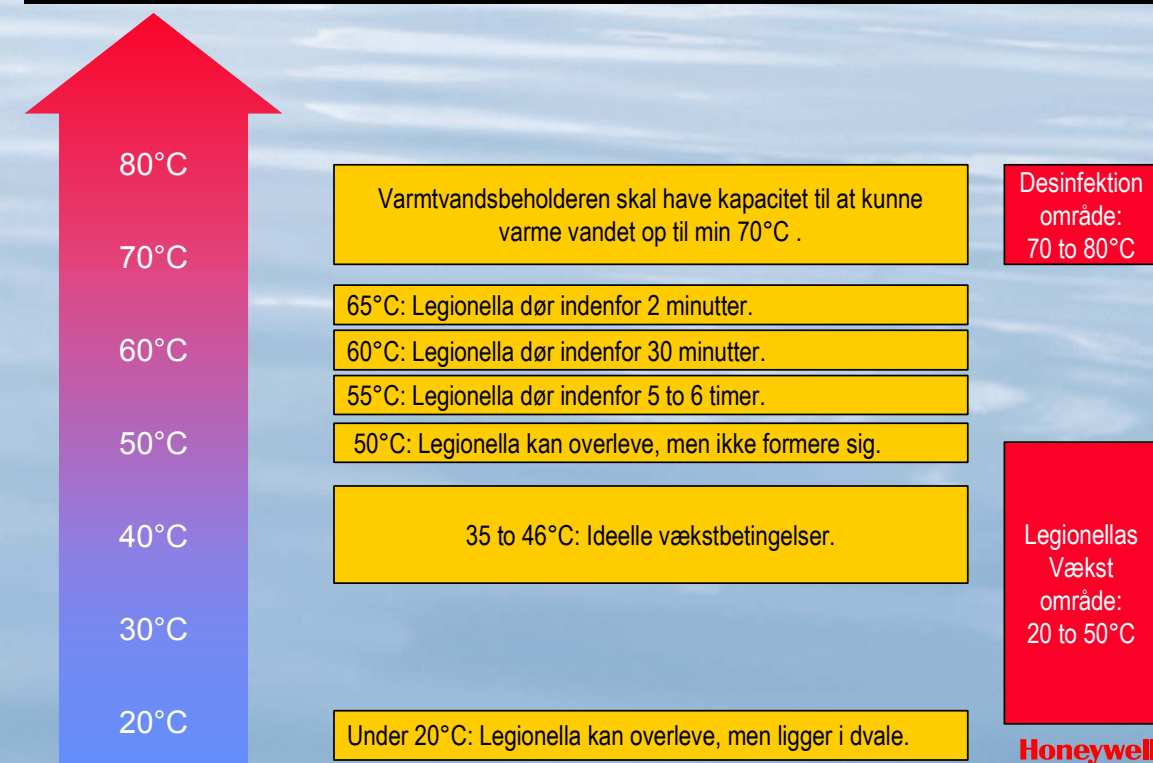 80°C
70°C
60°C
50°C
40°C
30°C
20°C
Varmtvandsbeholderen skal have kapacitet til at kunne
varme vandet op til min 70°C .
65°C: Legionella dør indenfor 2 minutter.
60°C: Legionella dør indenfor 30 minutter.
55°C: Legionella dør indenfor 5 to 6 timer.
50°C: Legionella kan overleve, men ikke formere sig.
35 to 46°C: Ideelle vækstbetingelser.
Under 20°C: Legionella kan overleve, men ligger i dvale.
Desinfektion
område:
70 to 80°C
Legionellas
Vækst
område:
20 to 50°C
Honeywell